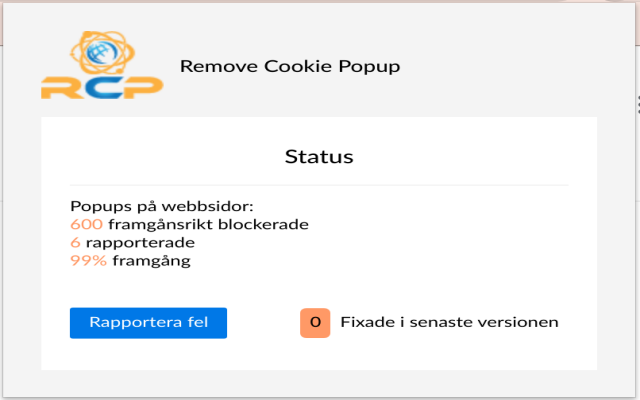 RCP
Remove Cookie Popup
Status
Popups på webbsidor:
600 framgånsrikt blockerade
6 rapporterade
99% framgång
Rapportera fel
0 Fixade i senaste versionen